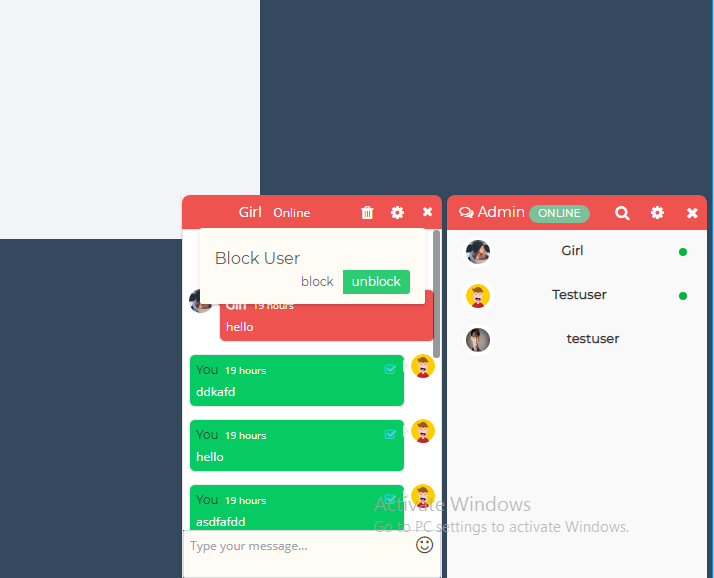 Girl Online
Admin ONLINE
Block User
block unblock
Girl 19 hours
hello
You 19 hours
ddkafd
You 19 hours
hello
You 19 hours
asdfafdd
Type your message...
Girl
Testuser
testuser
Activate Windows
Go to PC settings to activate Windows.